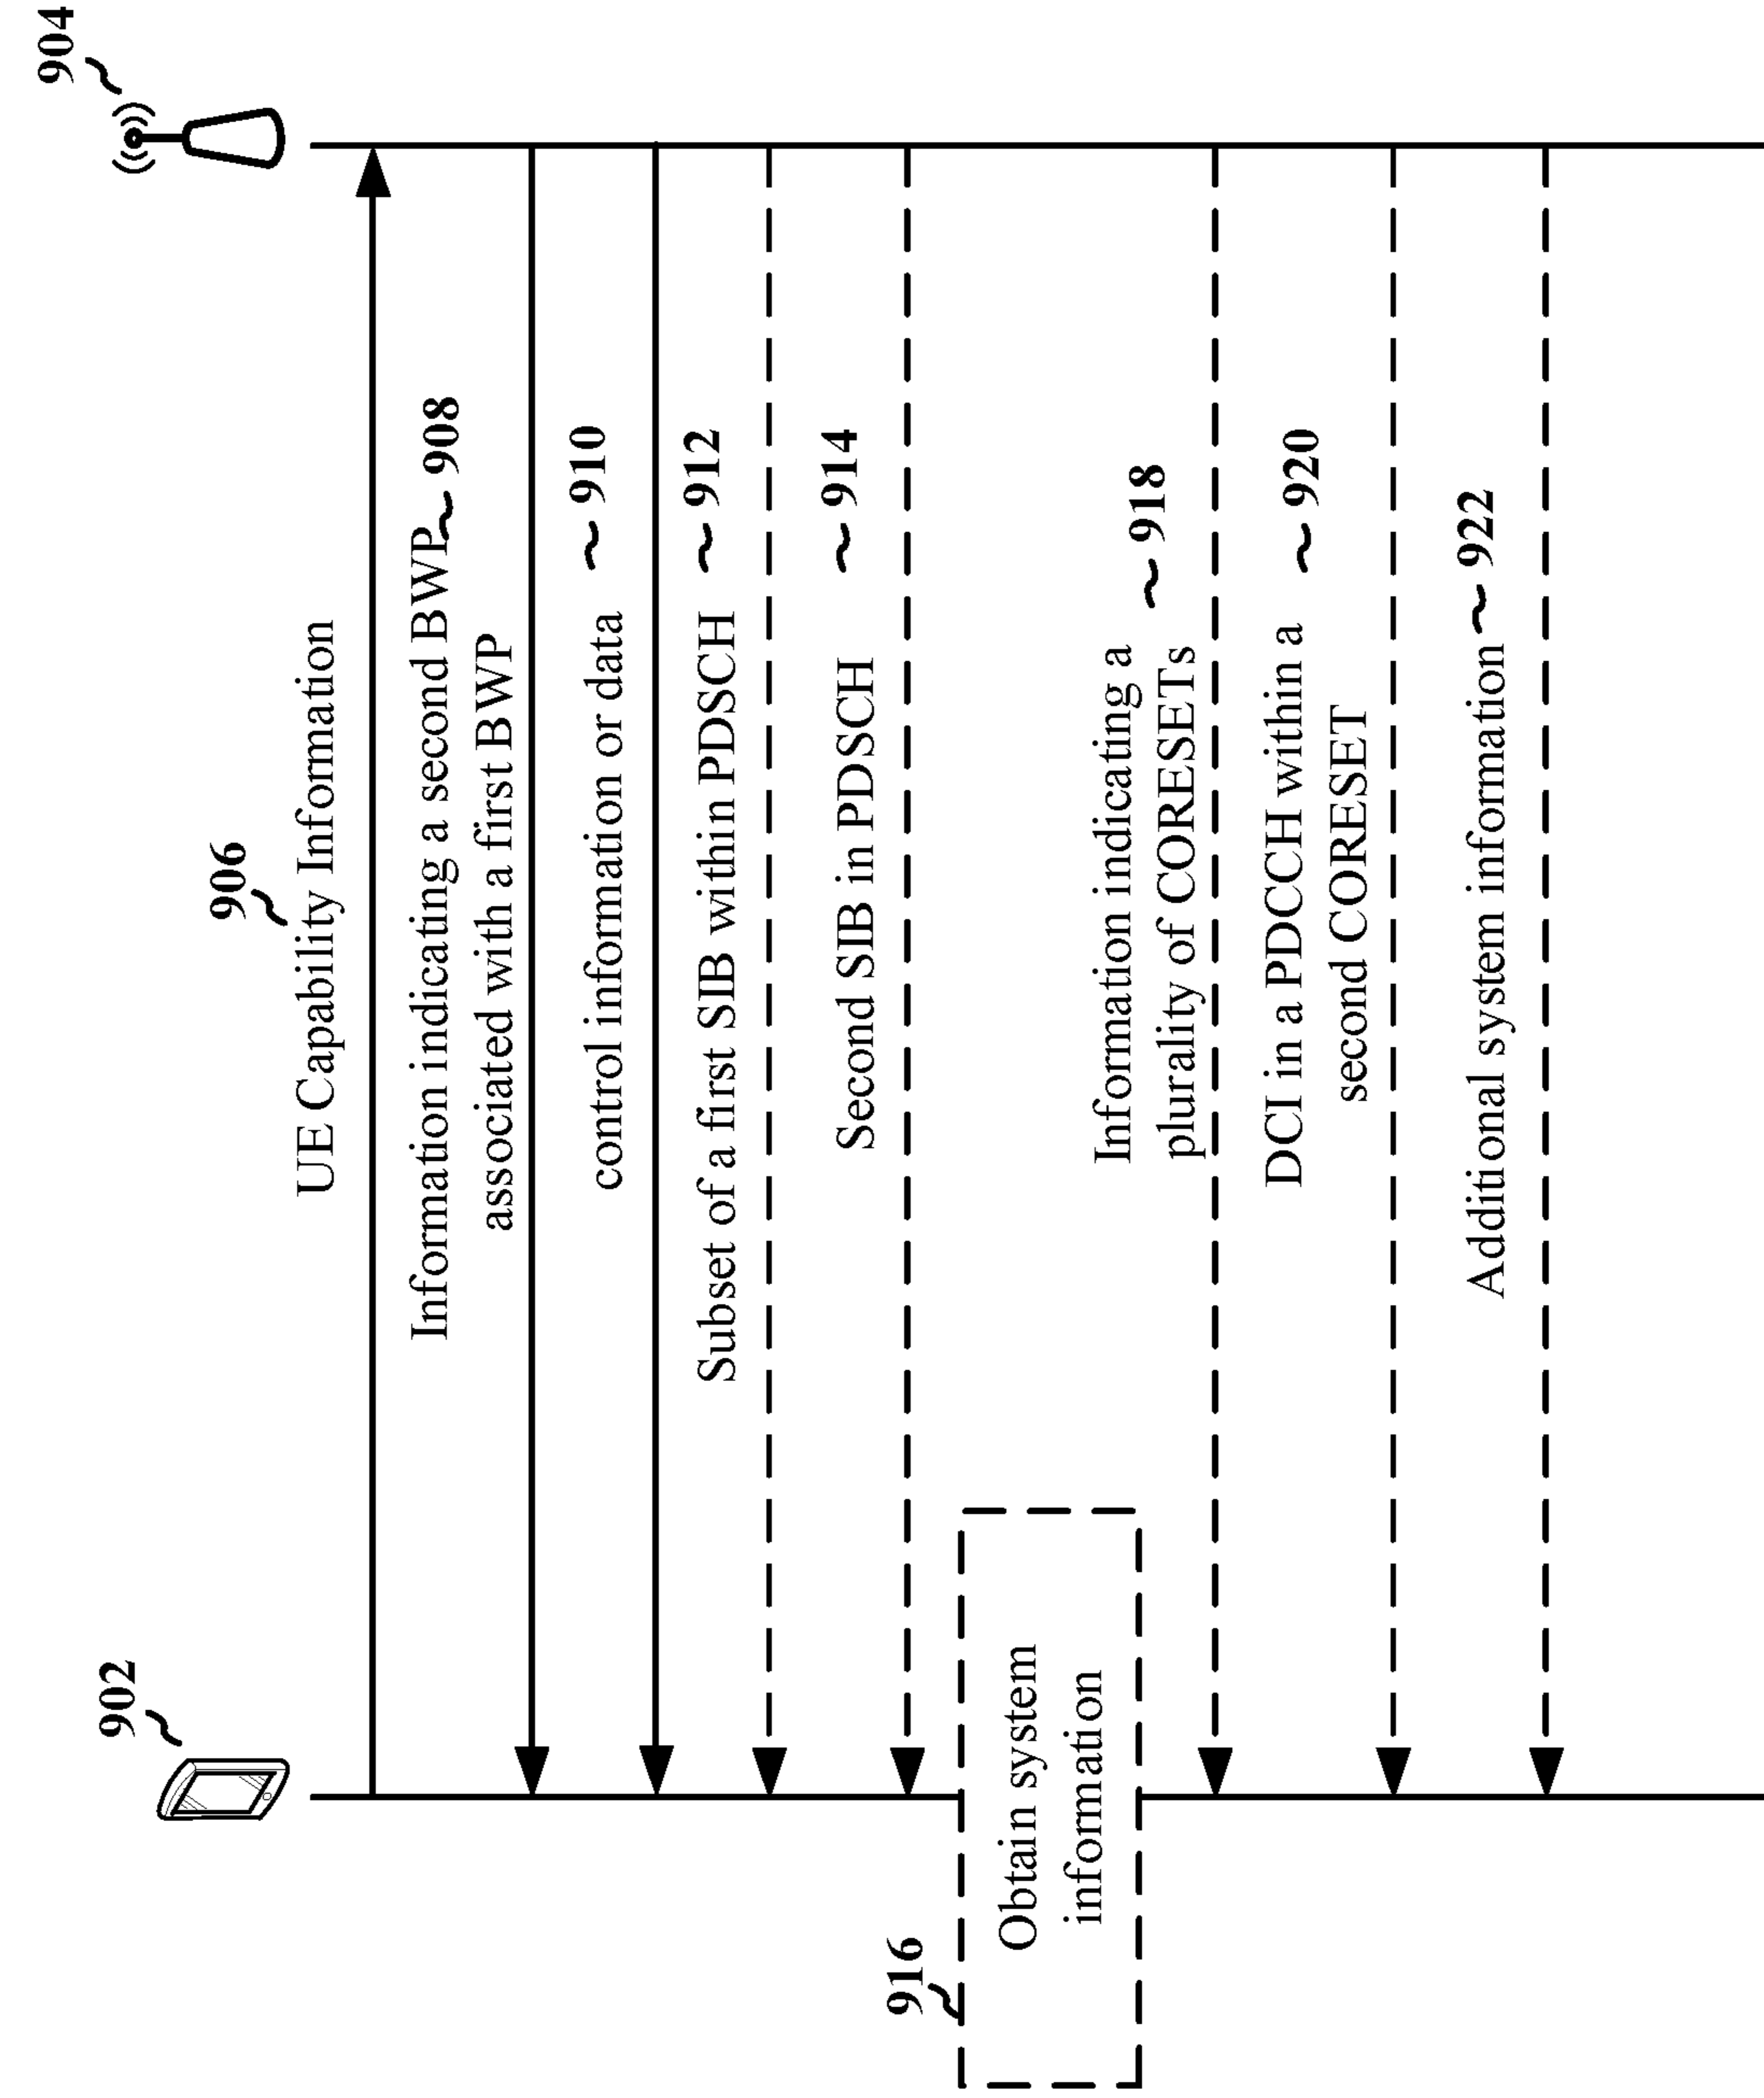 902
904
906
UE Capability Information
Information indicating a second BWP 908
associated with a first BWP
control information or data 910
Subset of a first SIB within PDSCH 912
Second SIB in PDSCH 914
916
Obtain system
information
Information indicating a 918
plurality of CORESETs
DCI in a PDCCH within a 920
second CORESET
Additional system information 922